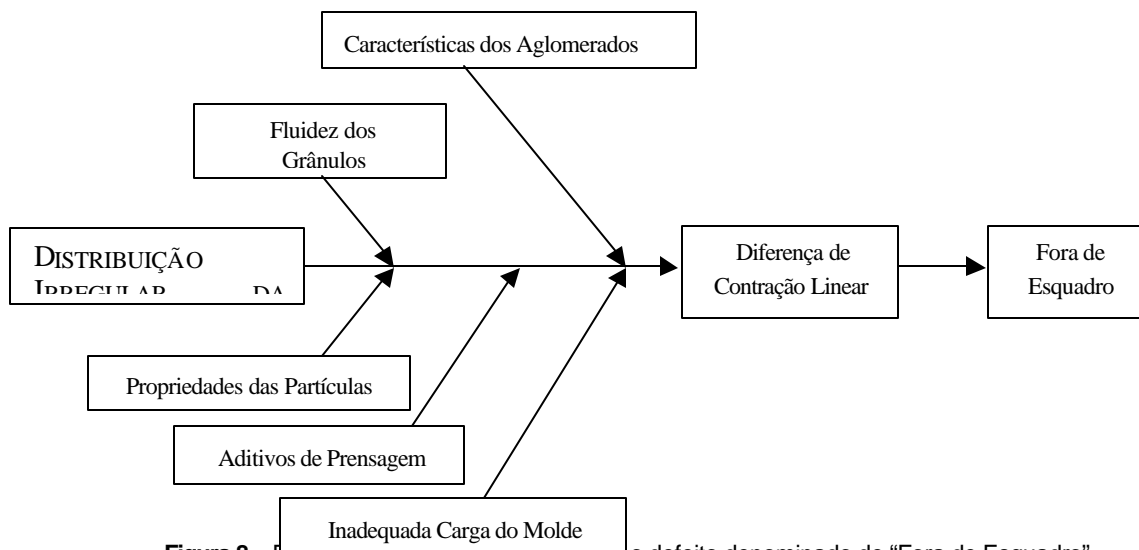 Características dos Aglomerados
Fluidez dos
Grânulos
DISTRIBUIÇÃO
IRREGULAR DA
Diferença de
Contração Linear
Fora de
Esquadro
Propriedades das Partículas
Aditivos de Prensagem
Inadequada Carga do Molde
Figura defeito denominado de “Fora de Esquadro”